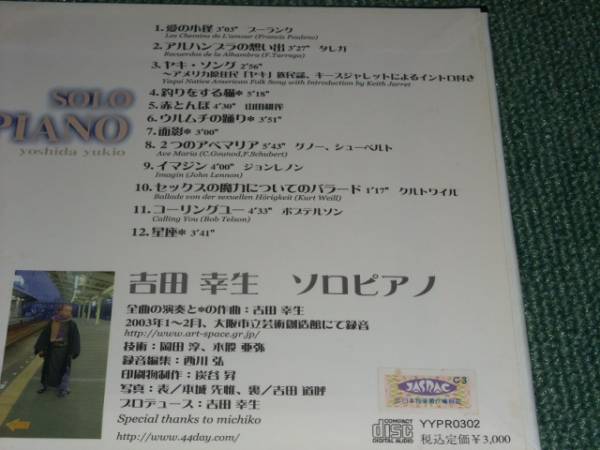 SOLO
PIANO
yoshida yukio
1. 愛の小径 3'03" プーランク
Les Chemins de L'amour (Francis Poulenc)
2. アルハンブラの想い出 3'27" タレガ
Recuerdos de la Alhambra (F.Tarrega)
3. ヤキ・ソング 2'56"
～アメリカ原住民「ヤキ」族民謡、キースジャレットによるイントロ付き
Yaqui Native American Folk Song with Introduction by Keith Jarret
4. 釣りをする猫* 5'18"
5. 赤とんぼ 4'30" 山田耕作
6. ウルムチの踊り* 3'51"
7. 面影* 3'00"
8. 2つのアベマリア 5'43" グノー、シューベルト
Ave Maria (C.Gounod,F.Schubert)
9. イマジン 4'00" ジョンレノン
Imagin (John Lennon)
10. セックスの魔力についてのバラード 1'17" クルトワイル
Ballade von der sexuellen Hörigkeit (Kurt Weill)
11. コーリングユー 4'33" ボブテルソン
Calling You (Bob Telson)
12. 星座* 3'41"
吉田 幸生 ソロピアノ
全曲の演奏と*の作曲：吉田 幸生
2003年1～2月、大阪市立芸術創造館にて録音
http://www.art-space.gr.jp/
技術：岡田 淳、本殿 亜弥
録音編集：西川 弘
印刷物制作：炭谷 昇
写真：表／本城 先惟、裏／吉田 道呼
プロデュース：吉田 幸生
Special thanks to michiko
http://www.44day.com/
JASRAC
C3
COMPACT
disc
DIGITAL AUDIO
YYPR0302
税込定価￥3,000